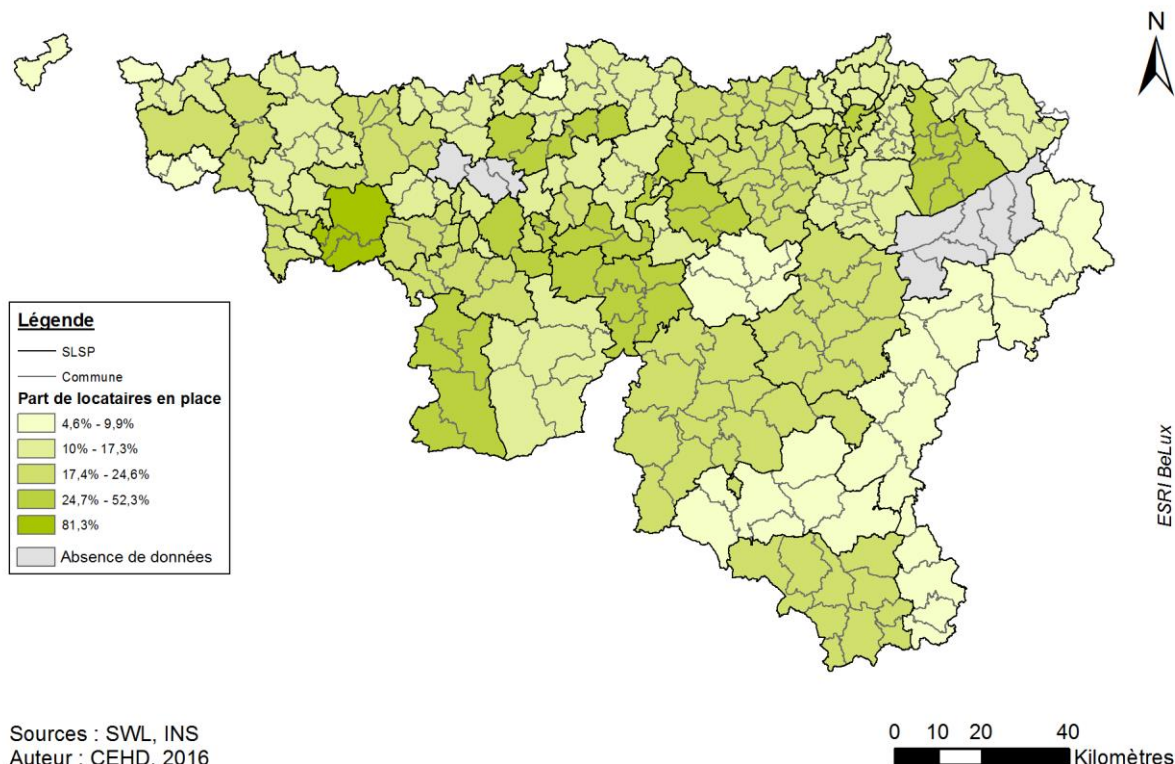 N
Légende
SLSP
Commune
Part de locataires en place
4,6% - 9,9%
10% - 17,3%
17,4% - 24,6%
24,7% - 52,3%
81,3%
Absence de données
ESRI BeLux
Sources : SWL, INS
Auteur : CEHD, 2016
0 10 20 40
Kilomètres